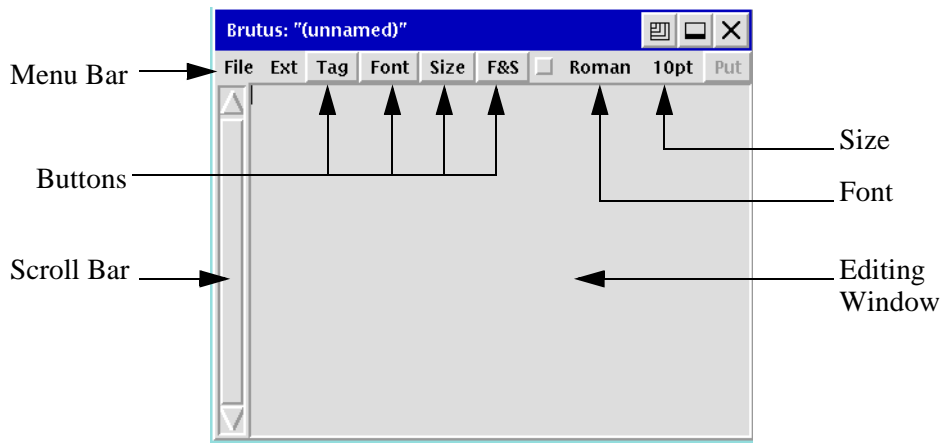 Brutus: "(unnamed)"
File Ext Tag Font Size F&S Roman 10pt Put
Menu Bar
Size
Buttons
Font
Scroll Bar
Editing
Window